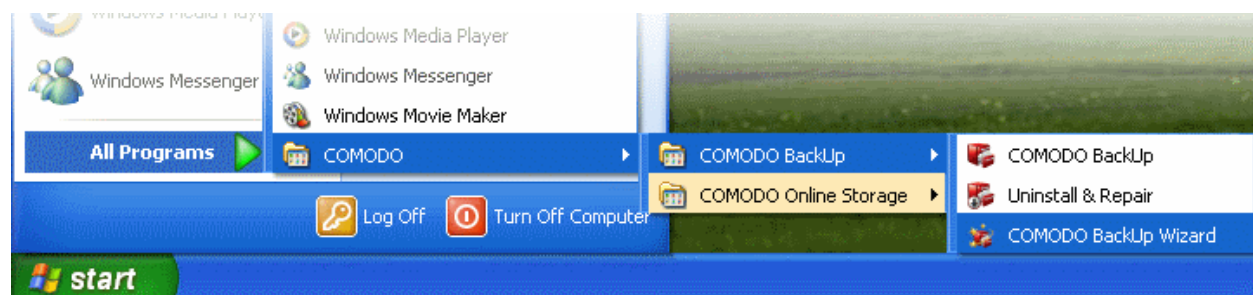 Windows Media Playe
Windows Messenger
All Programs
Windows Media Player
Windows Messenger
Windows Movie Maker
COMODO
COMODO BackUp
COMODO Online Storage
COMODO BackUp
Uninstall & Repair
COMODO BackUp Wizard
Log Off
Turn Off Computer
start